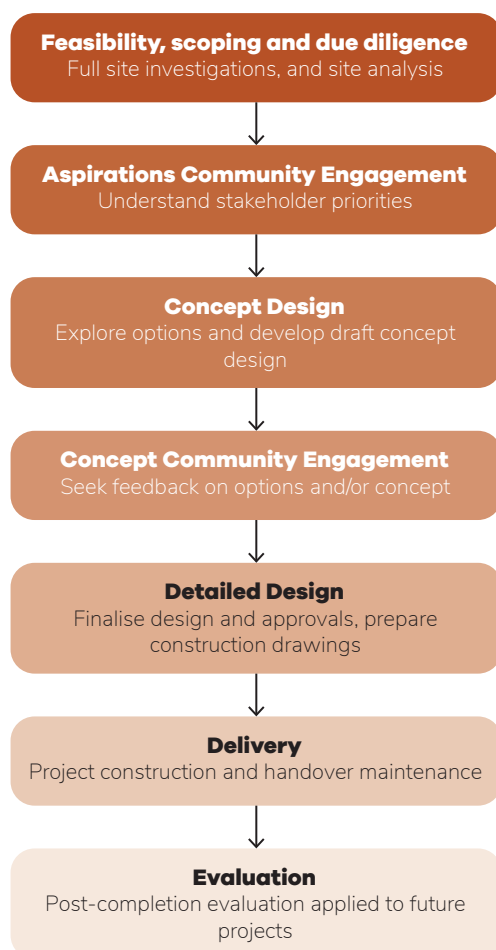 Feasibility, scoping and due diligence
Full site investigations, and site analysis
Aspirations Community Engagement
Understand stakeholder priorities
Concept Design
Explore options and develop draft concept
design
Concept Community Engagement
Seek feedback on options and/or concept
Detailed Design
Finalise design and approvals, prepare
construction drawings
Delivery
Project construction and handover maintenance
Evaluation
Post-completion evaluation applied to future
projects